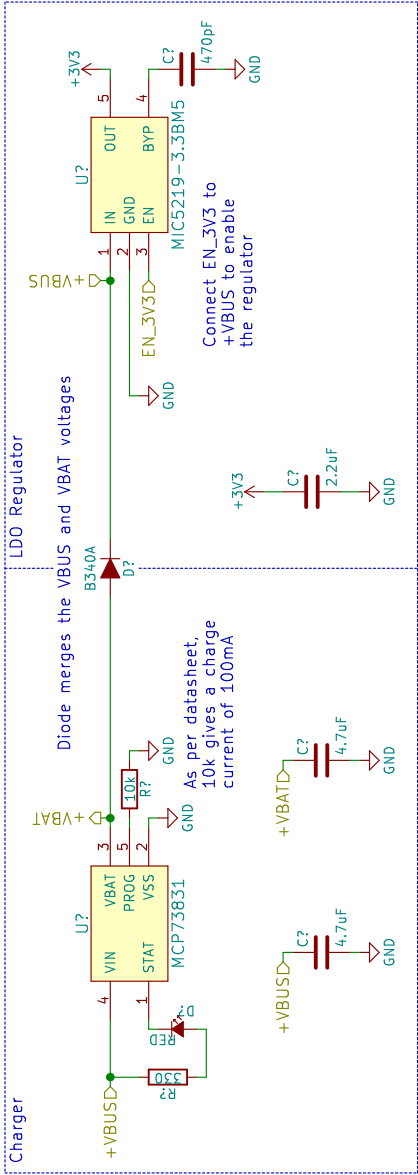 Charger
+VBUS
R?
330
D?
RED
4
1
VIN
STAT
U?
MCP73831
VBAT
PROG
VSS
3
5
2
+VBAT
10k
R?
GND
GND
As per datasheet,
10k gives a charge
current of 100mA
+VBUS
C?
4.7uF
GND
+VBAT
C?
4.7uF
GND
Diode merges the VBUS and VBAT voltages
B340A
D?
LDO Regulator
+VBUS
1
2
3
EN_3V3
GND
IN
GND
EN
U?
MIC5219-3.3BM5
OUT
BYP
5
4
+3V3
C?
470pF
GND
Connect EN_3V3 to
+VBUS to enable
the regulator
+3V3
C?
2.2uF
GND